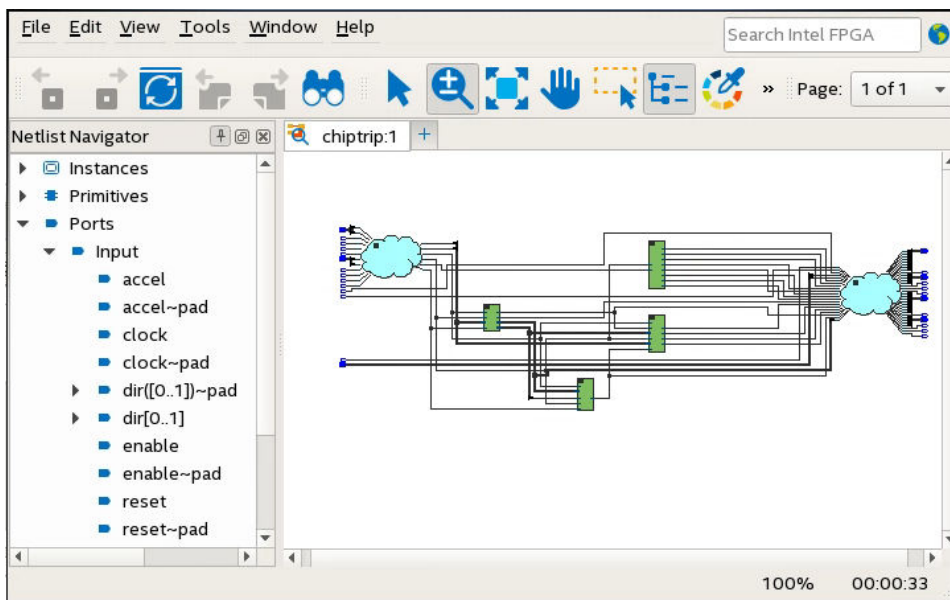 File Edit View Tools Window Help
Search Intel FPGA
» Page: 1 of 1
Netlist Navigator
chiptrip:1 +
Instances
Primitives
Ports
Input
accel
accel~pad
clock
clock~pad
dir([0..1])~pad
dir[0..1]
enable
enable~pad
reset
reset~pad
100% 00:00:33